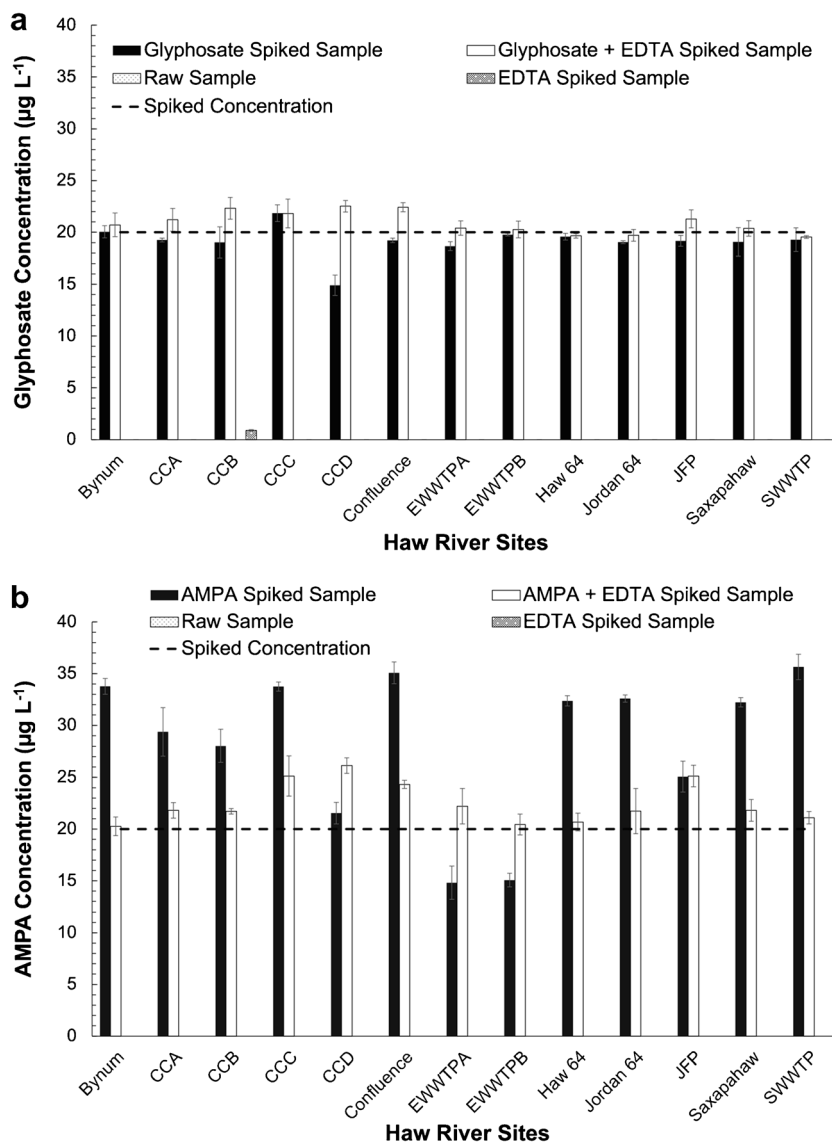 a
Glyphosate Spiked Sample
Glyphosate + EDTA Spiked Sample
Raw Sample
EDTA Spiked Sample
Spiked Concentration
Glyphosate Concentration (µg L-1)
40
35
30
25
20
15
10
5
0
Bynum
CCA
CCB
CCC
CCD
Confluence
EWWTPA
EWWTPB
Haw 64
Jordan 64
JFP
Saxapahaw
SWWTP
Haw River Sites
b
AMPA Spiked Sample
AMPA + EDTA Spiked Sample
Raw Sample
EDTA Spiked Sample
Spiked Concentration
AMPA Concentration (µg L-1)
40
35
30
25
20
15
10
5
0
Bynum
CCA
CCB
CCC
CCD
Confluence
EWWTPA
EWWTPB
Haw 64
Jordan 64
JFP
Saxapahaw
SWWTP
Haw River Sites